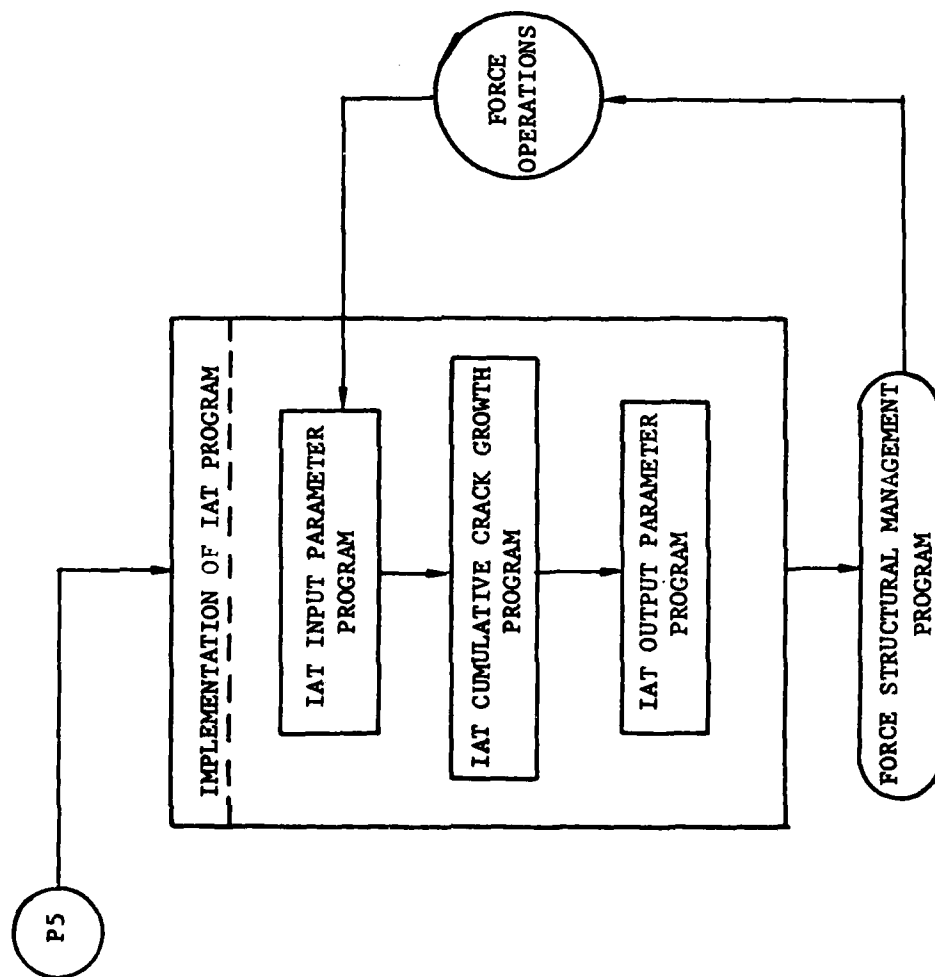 P5
IMPLEMENTATION OF IAT PROGRAM
IAT INPUT PARAMETER
PROGRAM
IAT CUMULATIVE CRACK GROWTH
PROGRAM
IAT OUTPUT PARAMETER
PROGRAM
FORCE STRUCTURAL MANAGEMENT
PROGRAM
FORCE
OPERATIONS